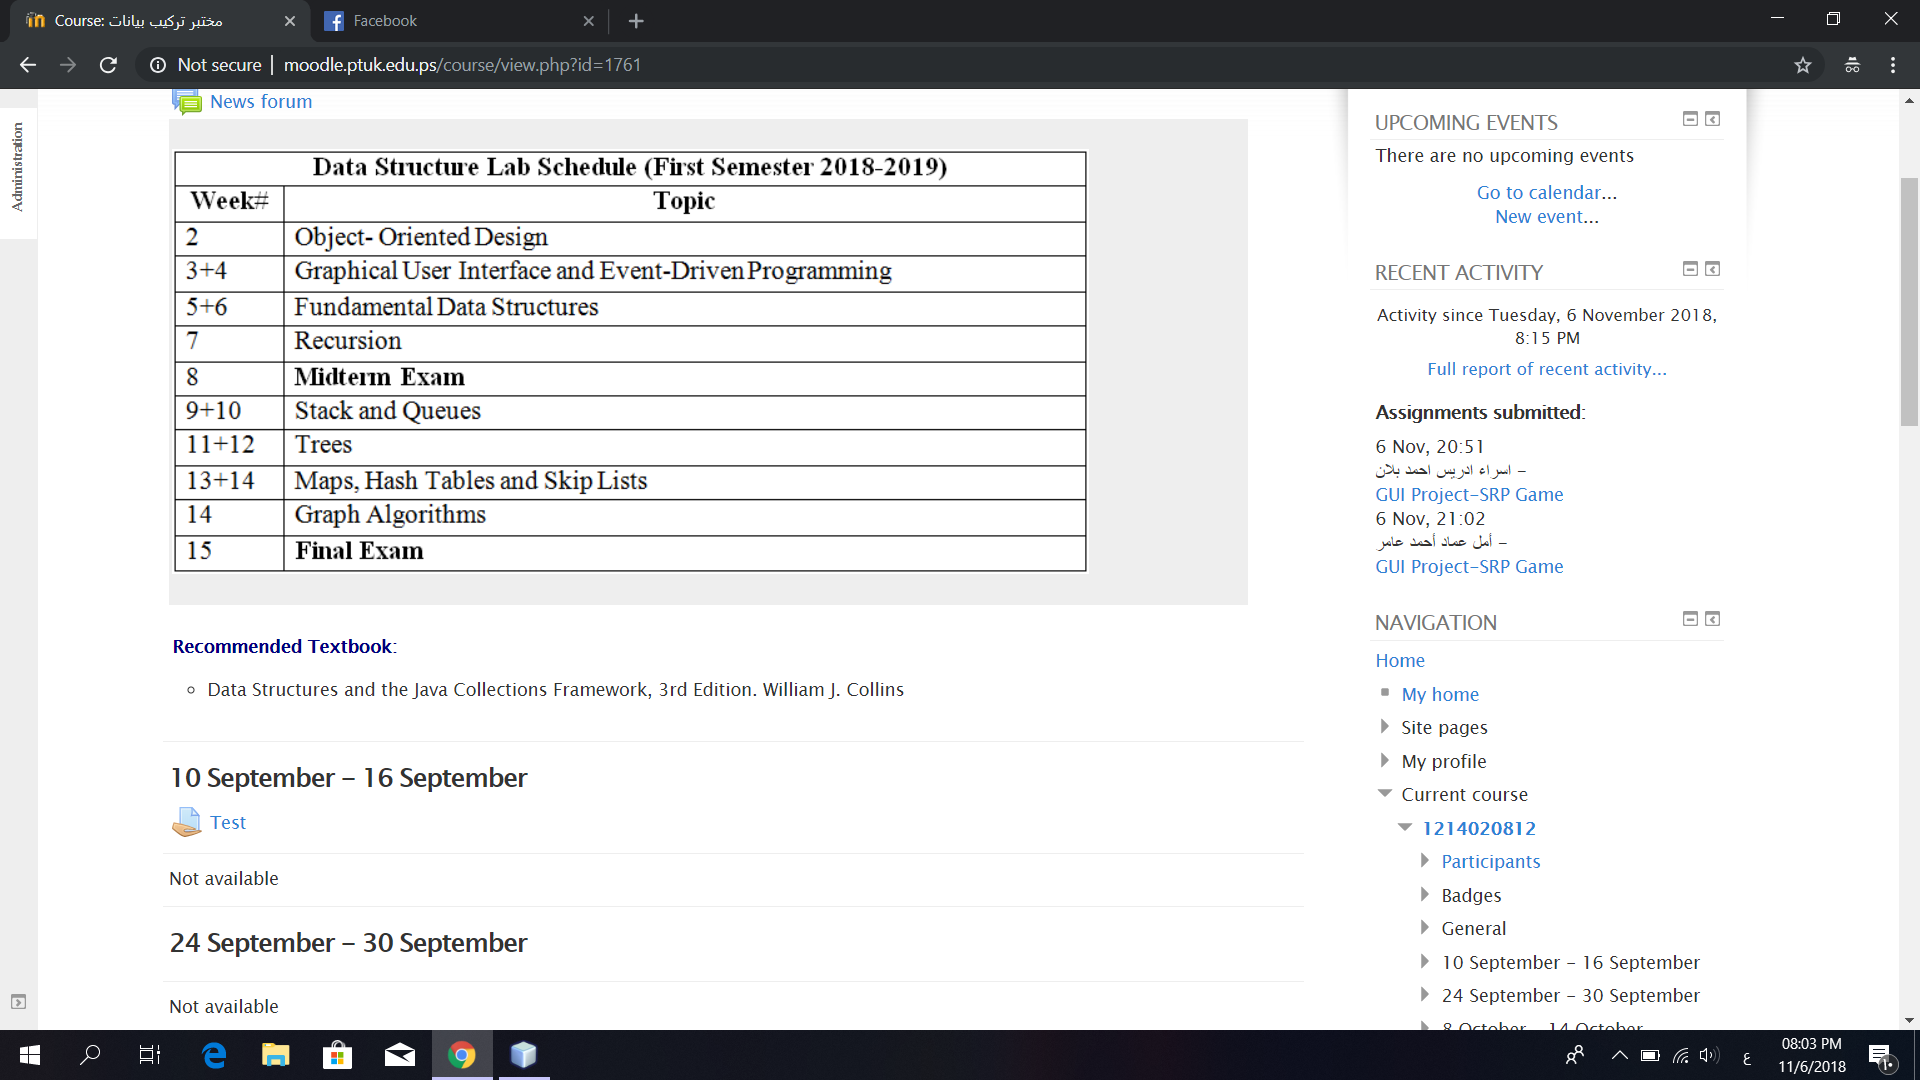 Course: مختبر تركيب بيانات
Facebook
Not secure | moodle.ptuk.edu.ps/course/view.php?id=1761
Administration
News forum
Data Structure Lab Schedule (First Semester 2018-2019)
Week# Topic
2 Object- Oriented Design
3+4 Graphical User Interface and Event-Driven Programming
5+6 Fundamental Data Structures
7 Recursion
8 Midterm Exam
9+10 Stack and Queues
11+12 Trees
13+14 Maps, Hash Tables and Skip Lists
14 Graph Algorithms
15 Final Exam
Recommended Textbook:
Data Structures and the Java Collections Framework, 3rd Edition. William J. Collins
10 September - 16 September
Test
Not available
24 September - 30 September
Not available
UPCOMING EVENTS
There are no upcoming events
Go to calendar...
New event...
RECENT ACTIVITY
Activity since Tuesday, 6 November 2018,
8:15 PM
Full report of recent activity...
Assignments submitted:
6 Nov, 20:51
اسراء ادريس احمد بلان -
GUI Project-SRP Game
6 Nov, 21:02
أمل عماد أحمد عامر -
GUI Project-SRP Game
NAVIGATION
Home
My home
Site pages
My profile
Current course
1214020812
Participants
Badges
General
10 September - 16 September
24 September - 30 September
8 October - 14 October
ع
08:03 PM
11/6/2018
١٠